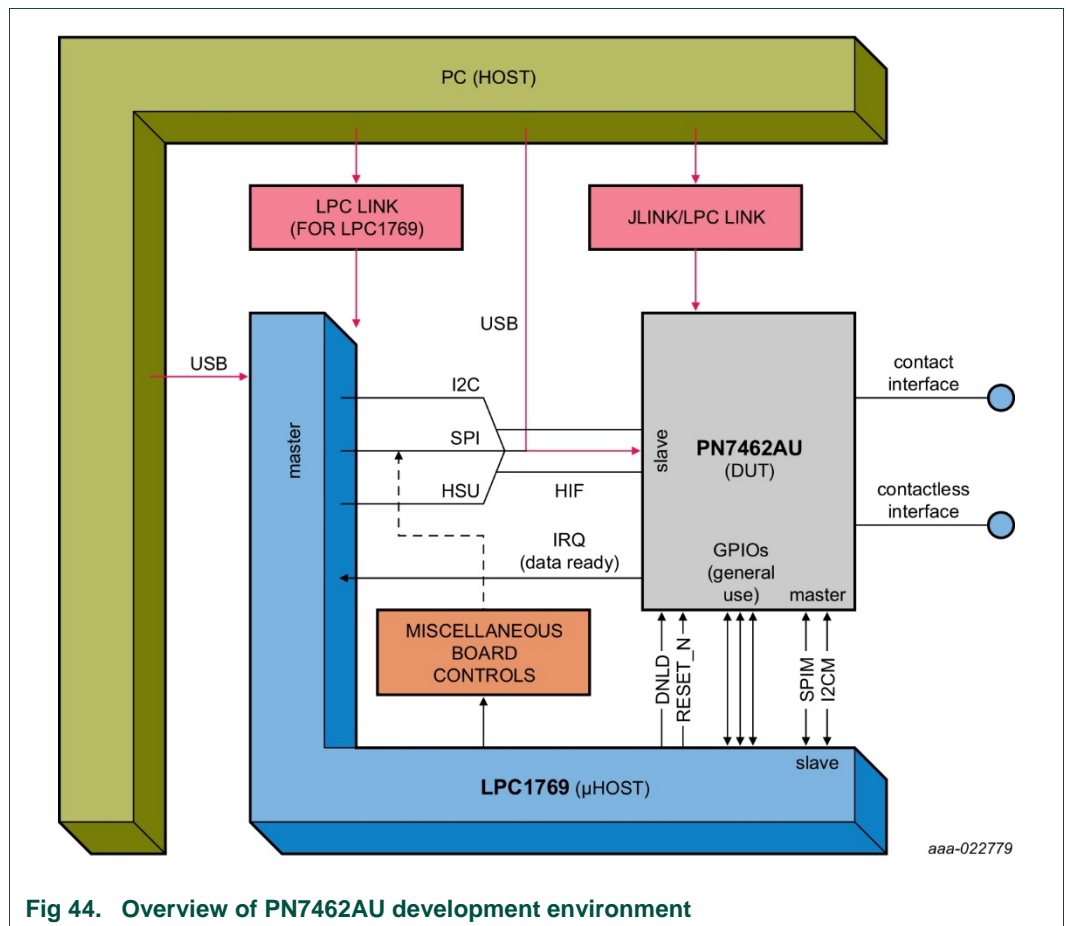 PC (HOST)
LPC LINK
(FOR LPC1769)
JLINK/LPC LINK
USB
USB
I2C
SPI
HSU
HIF
master
slave
PN7462AU
(DUT)
contact
interface
contactless
interface
IRQ
(data ready)
GPIOs
(general
use)
master
MISCELLANEOUS
BOARD
CONTROLS
DNLD
RESET_N
SPIM
I2CM
slave
LPC1769 (µHOST)
aaa-022779
Fig 44. Overview of PN7462AU development environment